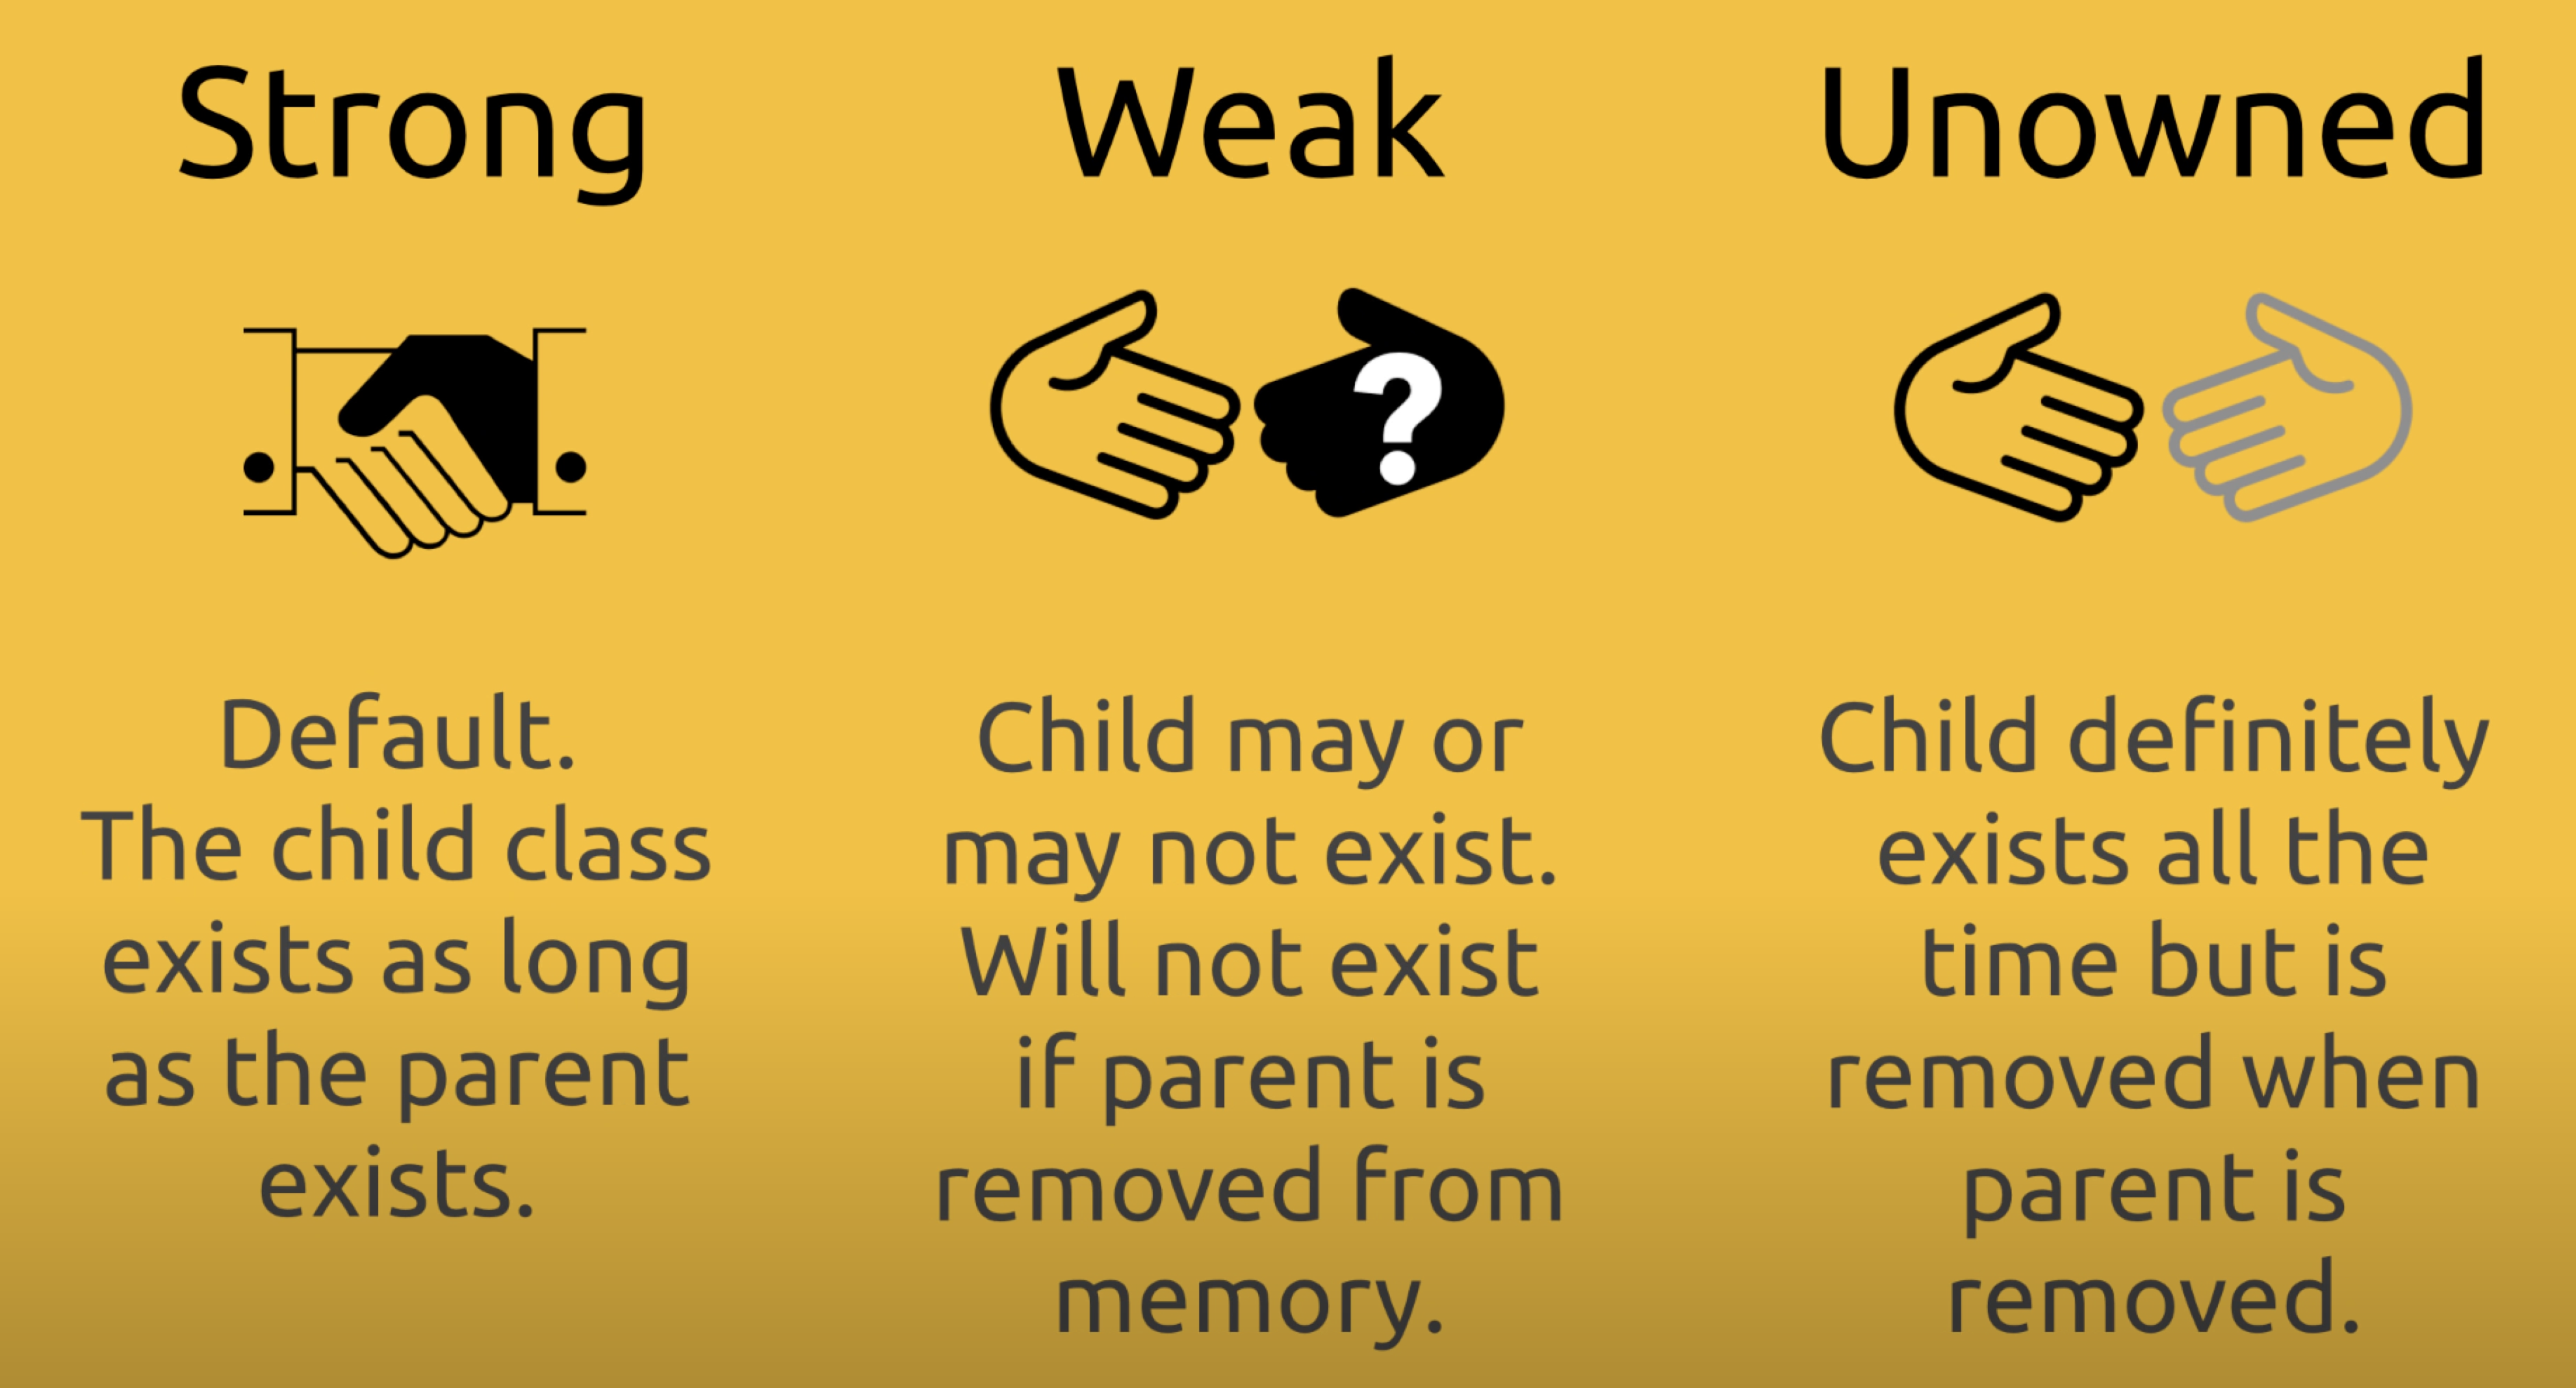 Strong
Default.
The child class
exists as long
as the parent
exists.
Weak
?
Child may or
may not exist.
Will not exist
if parent is
removed from
memory.
Unowned
Child definitely
exists all the
time but is
removed when
parent is
removed.